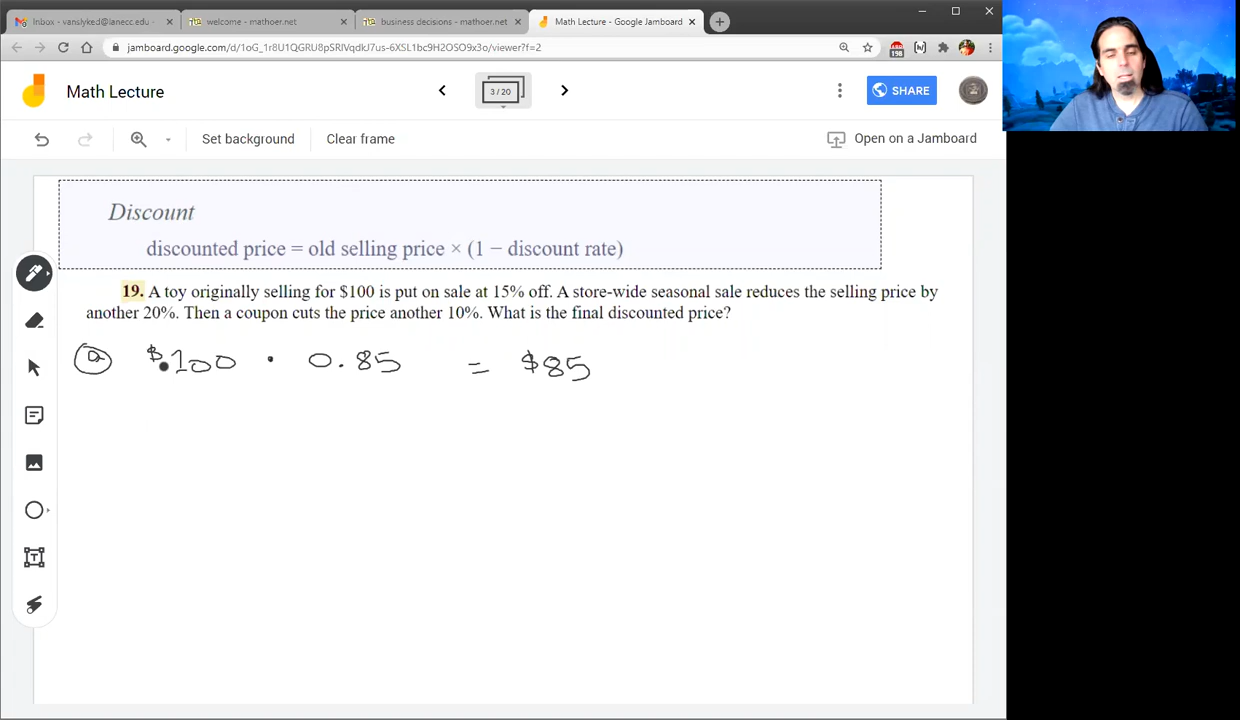 Inbox - vanslyked@lanecc.edu -
welcome - mathoer.net
business decisions - mathoer.net
Math Lecture - Google Jamboard
jamboard.google.com/d/1oG_1r8U1QGRU8pSRlVqdkJ7us-6XSL1bc9H2OSO9x3o/viewer?f=2
198
Math Lecture
3 / 20
SHARE
Set background
Clear frame
Open on a Jamboard
Discount
discounted price = old selling price × (1 − discount rate)
19. A toy originally selling for $100 is put on sale at 15% off. A store-wide seasonal sale reduces the selling price by
another 20%. Then a coupon cuts the price another 10%. What is the final discounted price?
a $100 · 0.85 = $85